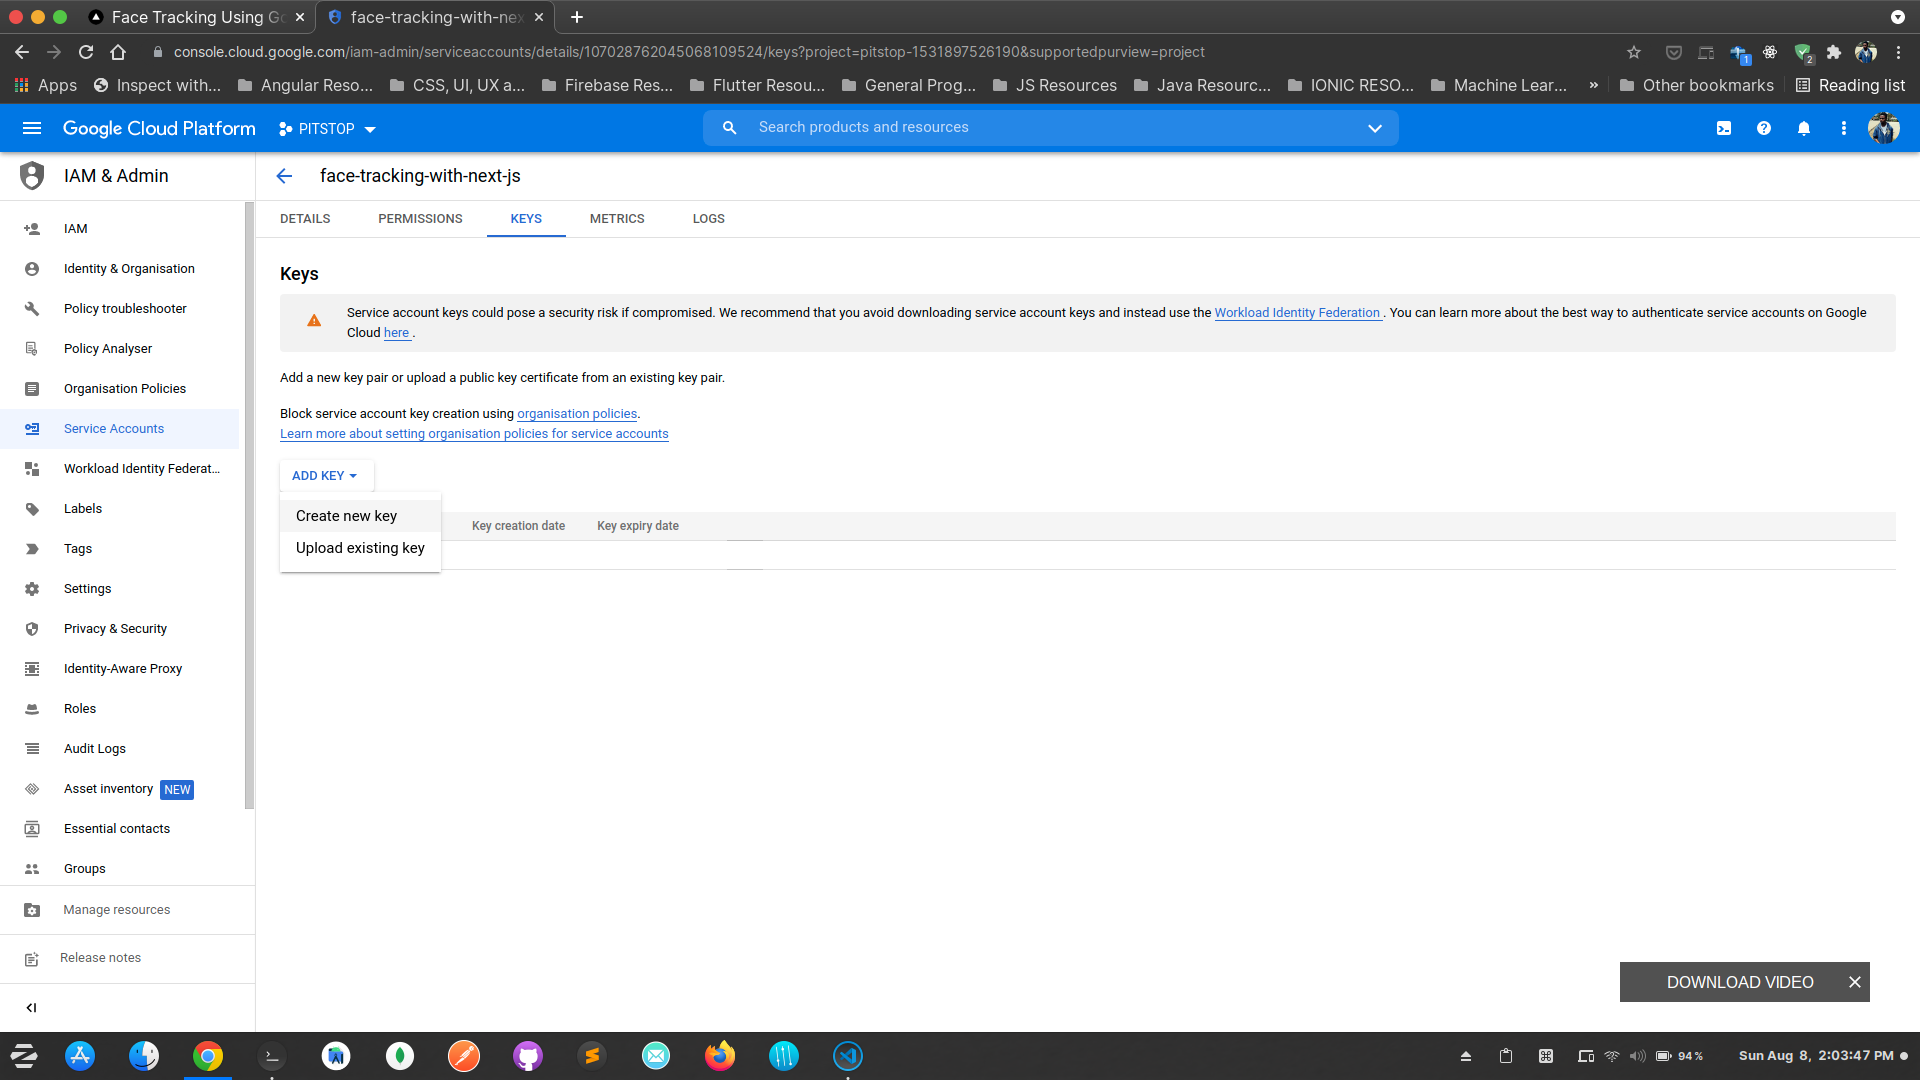 Face Tracking Using Go
face-tracking-with-nex
console.cloud.google.com/iam-admin/serviceaccounts/details/107028762045068109524/keys?project=pitstop-1531897526190&supportedpurview=project
1
2
Apps
Inspect with...
Angular Reso...
CSS, UI, UX a...
Firebase Res...
Flutter Resou...
General Prog...
JS Resources
Java Resourc...
IONIC RESO...
Machine Lear...
»
Other bookmarks
Reading list
Google Cloud Platform
PITSTOP
Search products and resources
IAM & Admin
face-tracking-with-next-js
DETAILS
PERMISSIONS
KEYS
METRICS
LOGS
IAM
Identity & Organisation
Policy troubleshooter
Policy Analyser
Organisation Policies
Service Accounts
Workload Identity Federat...
Labels
Tags
Settings
Privacy & Security
Identity-Aware Proxy
Roles
Audit Logs
Asset inventory NEW
Essential contacts
Groups
Manage resources
Release notes
Keys
Service account keys could pose a security risk if compromised. We recommend that you avoid downloading service account keys and instead use the Workload Identity Federation . You can learn more about the best way to authenticate service accounts on Google
Cloud here .
Add a new key pair or upload a public key certificate from an existing key pair.
Block service account key creation using organisation policies.
Learn more about setting organisation policies for service accounts
ADD KEY
Create new key
Upload existing key
Key creation date
Key expiry date
DOWNLOAD VIDEO
94 %
Sun Aug 8, 2:03:47 PM